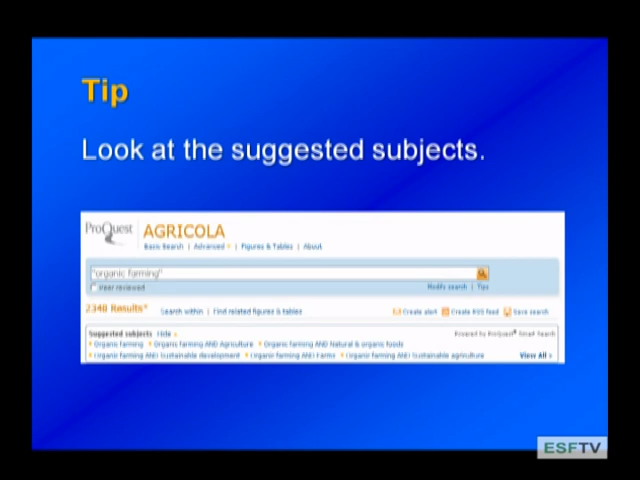 Tip
Look at the suggested subjects.
ProQuest AGRICOLA
Basic Search | Advanced | Figures & Tables | About
"organic farming"
Peer reviewed Modify search | Tips
2340 Results* Search within | Find related figures & tables Create alert Create RSS feed Save search
Suggested subjects Hide Powered by ProQuest® Smart Search
Organic farming Organic farming AND Agriculture Organic farming AND Natural & organic foods
Organic farming AND Sustainable development Organic farming AND Farms Organic farming AND Sustainable agriculture View All
ESFTV